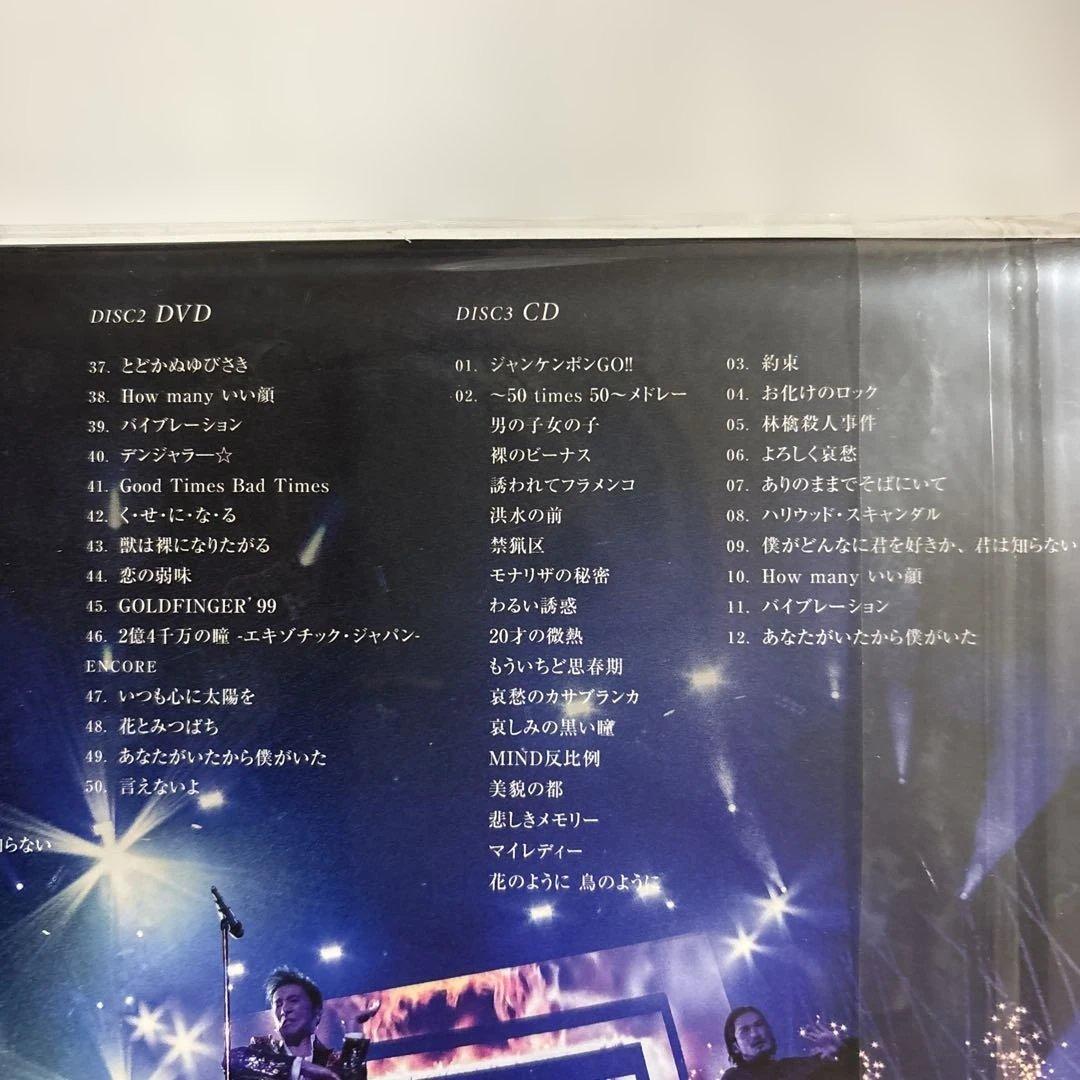 DISC2 DVD
37. とどかぬゆびさき
38. How many いい顔
39. バイブレーション
40. デンジャラー☆
41. Good Times Bad Times
42. く・せ・に・な・る
43. 獣は裸になりたがる
44. 恋の弱味
45. GOLDFINGER'99
46. 2億4千万の瞳 -エキゾチック・ジャパン-
ENCORE
47. いつも心に太陽を
48. 花とみつばち
49. あなたがいたから僕がいた
50. 言えないよ
らない
DISC3 CD
01. ジャンケンポンGO!!
02. 〜50 times 50〜メドレー
男の子女の子
裸のビーナス
誘われてフラメンコ
洪水の前
禁猟区
モナリザの秘密
わるい誘惑
20才の微熱
もういちど思春期
哀愁のカサブランカ
哀しみの黒い瞳
MIND反比例
美貌の都
悲しきメモリー
マイレディー
花のように 鳥のように
03. 約束
04. お化けのロック
05. 林檎殺人事件
06. よろしく哀愁
07. ありのままでそばにいて
08. ハリウッド・スキャンダル
09. 僕がどんなに君を好きか、君は知らない
10. How many いい顔
11. バイブレーション
12. あなたがいたから僕がいた